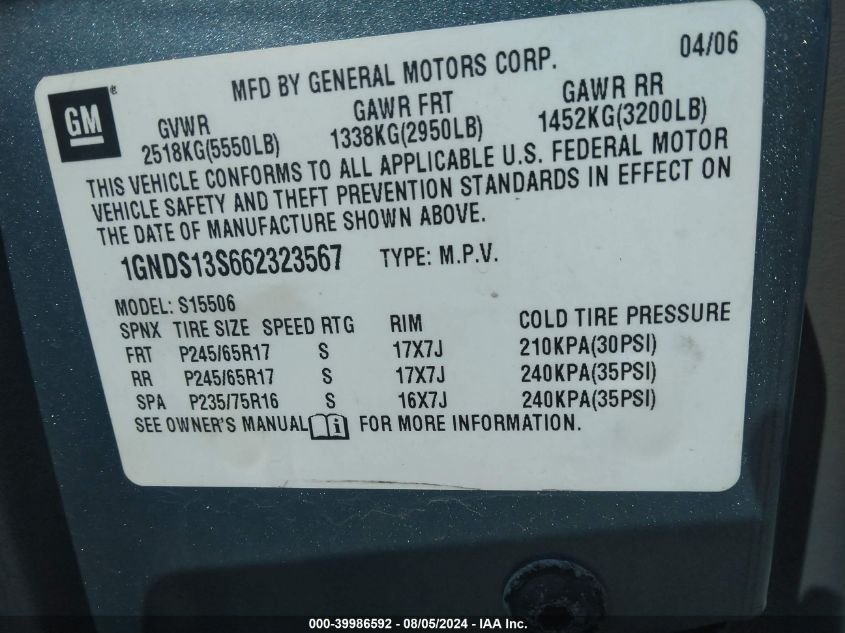 04/06
MFD BY GENERAL MOTORS CORP.
GM®
GVWR GAWR FRT GAWR RR
2518KG(5550LB) 1338KG(2950LB) 1452KG(3200LB)
THIS VEHICLE CONFORMS TO ALL APPLICABLE U.S. FEDERAL MOTOR
VEHICLE SAFETY AND THEFT PREVENTION STANDARDS IN EFFECT ON
THE DATE OF MANUFACTURE SHOWN ABOVE.
1GNDS13S662323567 TYPE: M.P.V.
MODEL: S15506
SPNX TIRE SIZE SPEED RTG RIM COLD TIRE PRESSURE
FRT P245/65R17 S 17X7J 210KPA(30PSI)
RR P245/65R17 S 17X7J 240KPA(35PSI)
SPA P235/75R16 S 16X7J 240KPA(35PSI)
SEE OWNER'S MANUAL i FOR MORE INFORMATION.
000-39986592 - 08/05/2024 - IAA Inc.